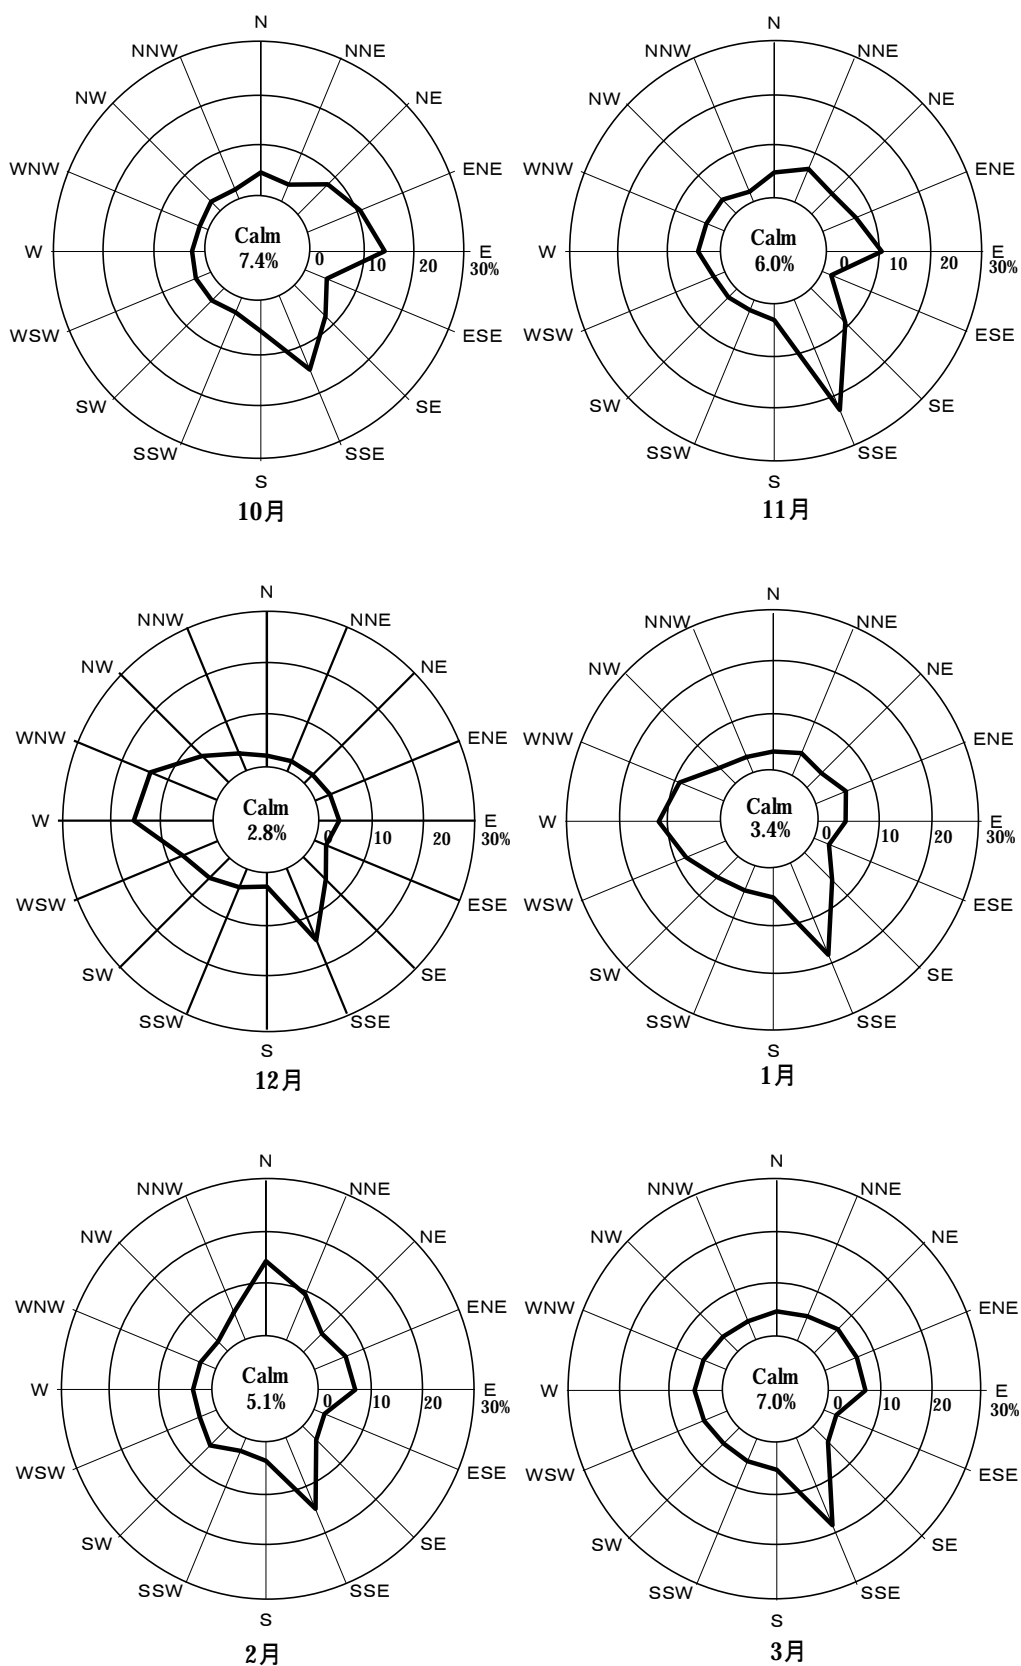 N
NNW NNE
NW NE
WNW ENE
Calm
7.4%
W 0 10 20 E
30%
WSW ESE
SW SE
SSW SSE
S
10月
N
NNW NNE
NW NE
WNW ENE
Calm
6.0%
W 0 10 20 E
30%
WSW ESE
SW SE
SSW SSE
S
11月
N
NNW NNE
NW NE
WNW ENE
Calm
2.8%
W 0 10 20 E
30%
WSW ESE
SW SE
SSW SSE
S
12月
N
NNW NNE
NW NE
WNW ENE
Calm
3.4%
W 0 10 20 E
30%
WSW ESE
SW SE
SSW SSE
S
1月
N
NNW NNE
NW NE
WNW ENE
Calm
5.1%
W 0 10 20 E
30%
WSW ESE
SW SE
SSW SSE
S
2月
N
NNW NNE
NW NE
WNW ENE
Calm
7.0%
W 0 10 20 E
30%
WSW ESE
SW SE
SSW SSE
S
3月